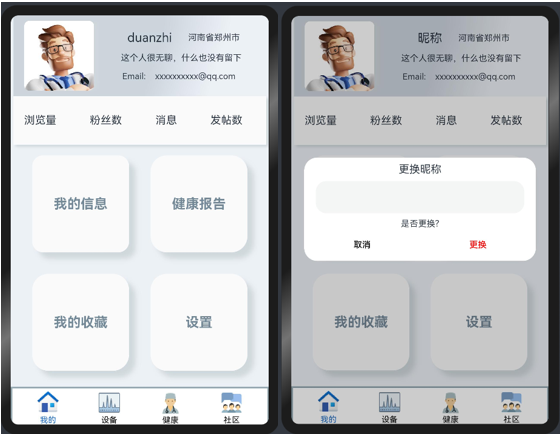 duanzhi 河南省郑州市
这个人很无聊，什么也没有留下
Email: xxxxxxxxxx@qq.com
浏览量 粉丝数 消息 发帖数
我的信息 健康报告
我的收藏 设置
我的 设备 健康 社区
昵称 河南省郑州市
这个人很无聊，什么也没有留下
Email: xxxxxxxxxx@qq.com
浏览量 粉丝数 消息 发帖数
更换昵称
是否更换?
取消 更换
我的收藏 设置
我的 设备 健康 社区